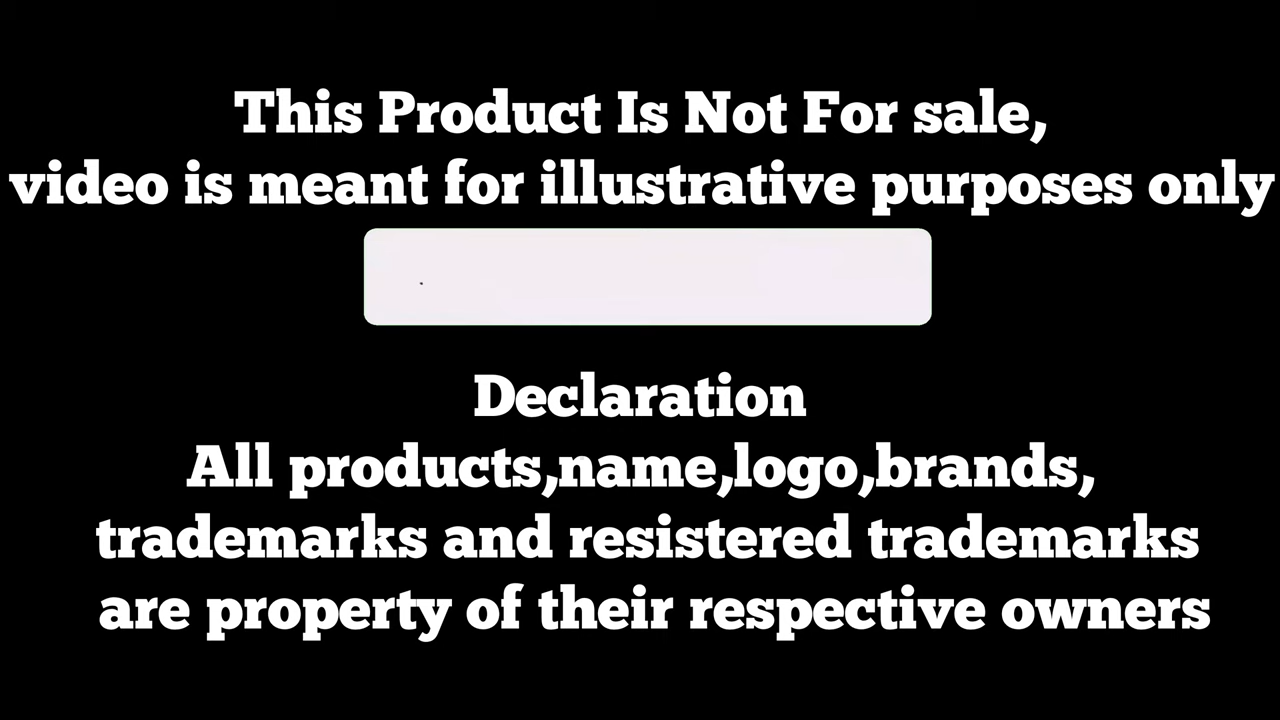 This Product Is Not For sale,
video is meant for illustrative purposes only
Declaration
All products,name,logo,brands,
trademarks and resistered trademarks
are property of their respective owners